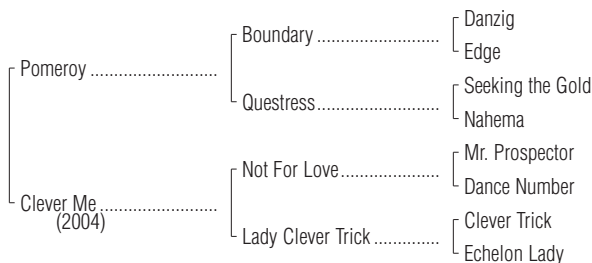 Danzig
Boundary ......................
Edge
Pomeroy .......................
Seeking the Gold
Questress......................
Nahema
Mr. Prospector
Not For Love..................
Dance Number
Clever Me.....................
(2004)
Clever Trick
Lady Clever Trick ............
Echelon Lady